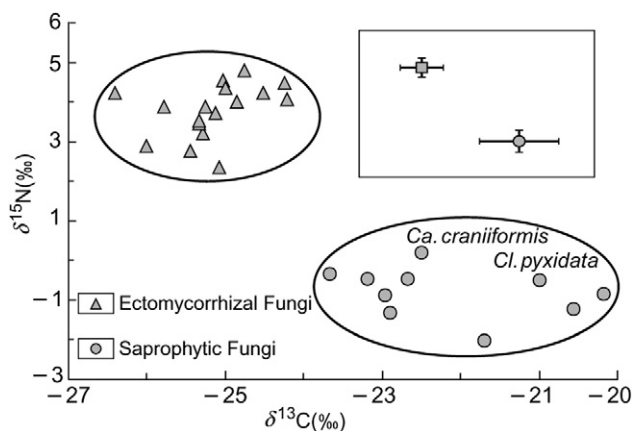 6
5
3
1
−1
−3
δ15N(‰)
Ca. craniiformis
Cl. pyxidata
Ectomycorrhizal Fungi
Saprophytic Fungi
−27
−25
−23
−21
−20
δ13C(‰)